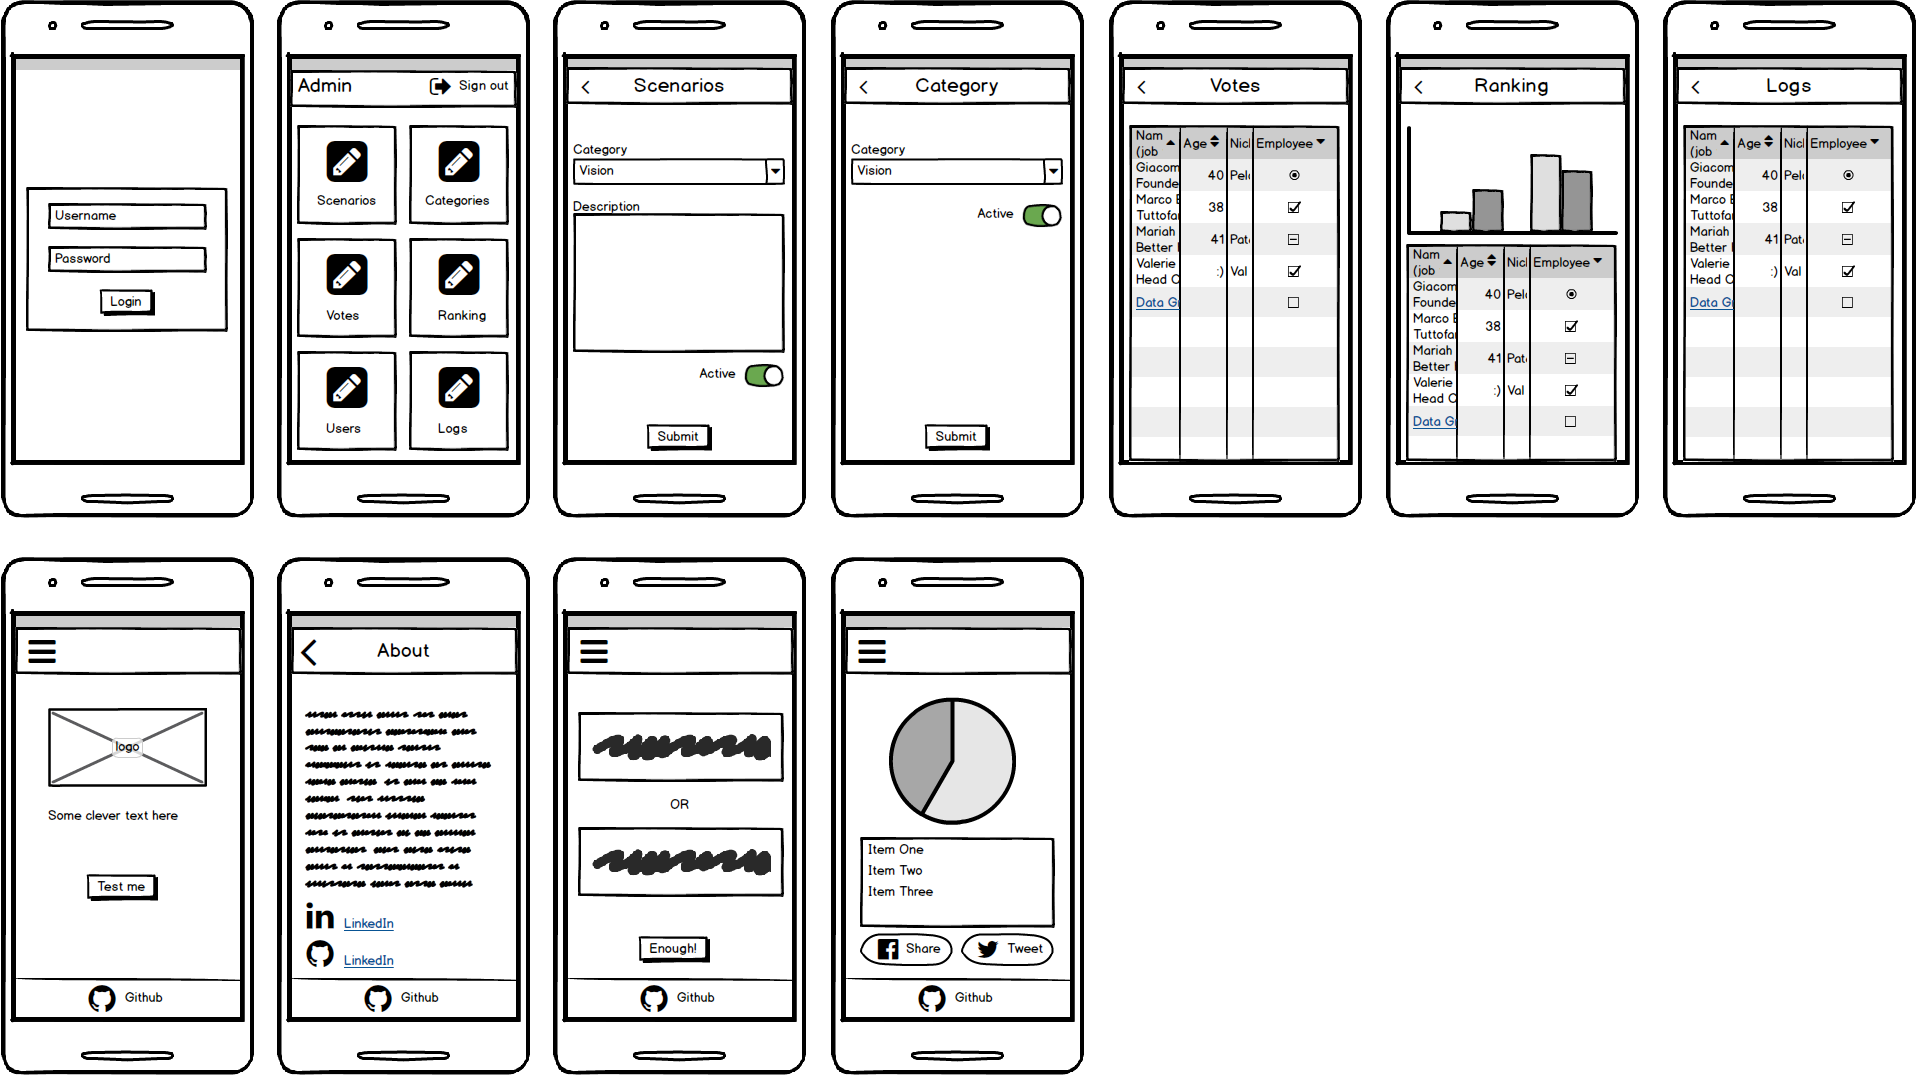 Username
Password
Login
Admin
Sign out
Scenarios
Categories
Votes
Ranking
Users
Logs
Scenarios
Category
Vision
Description
Active
Submit
Category
Category
Vision
Active
Submit
Votes
Nam
(job
Age
Nicl
Employee
Giacom
Founde
40
Pel
Marco
Tuttofa
38
Mariah
Better
41
Pat
Valerie
Head O
:)
Val
Data G
Ranking
Nam
(job
Age
Nicl
Employee
Giacom
Founde
40
Pel
Marco
Tuttofa
38
Mariah
Better
41
Pat
Valerie
Head O
:)
Val
Data G
Logs
Nam
(job
Age
Nicl
Employee
Giacom
Founde
40
Pel
Marco
Tuttofa
38
Mariah
Better
41
Pat
Valerie
Head O
:)
Val
Data G
logo
Some clever text here
Test me
Github
About
in LinkedIn
LinkedIn
Github
OR
Enough!
Github
Item One
Item Two
Item Three
Share
Tweet
Github